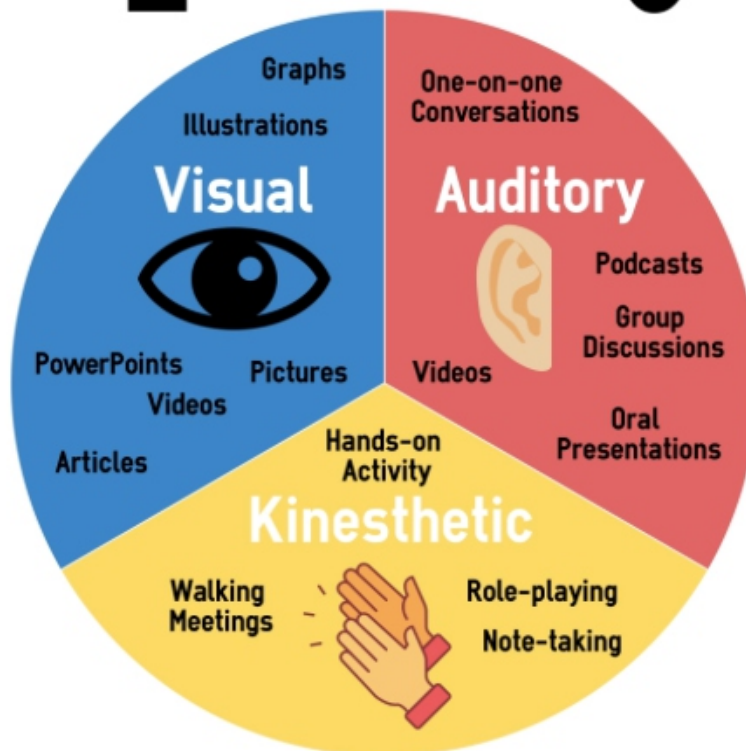 Graphs
Illustrations
Visual
PowerPoints
Pictures
Videos
Articles
One-on-one
Conversations
Auditory
Podcasts
Group
Discussions
Videos
Oral
Presentations
Hands-on
Activity
Kinesthetic
Walking
Meetings
Role-playing
Note-taking